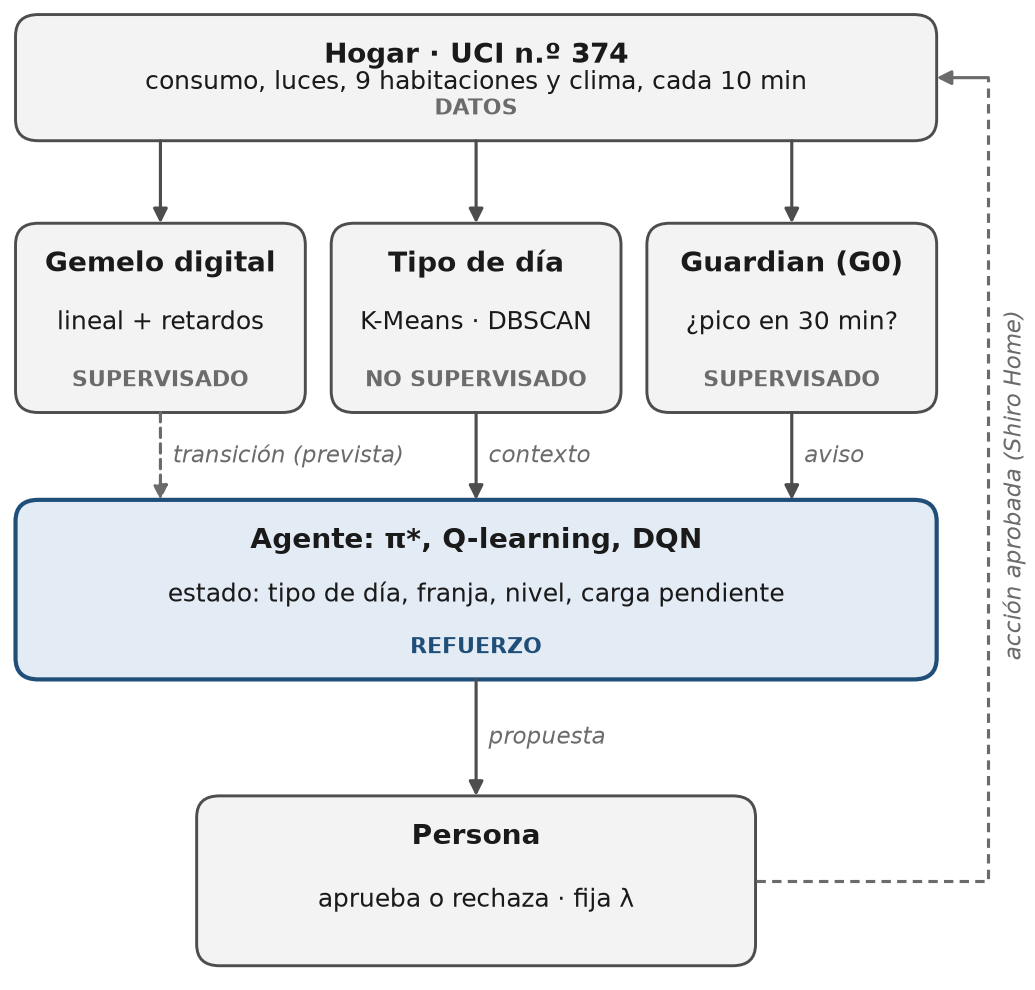 Hogar · UCI n.º 374
consumo, luces, 9 habitaciones y clima, cada 10 min
DATOS
Gemelo digital
lineal + retardos
SUPERVISADO
Tipo de día
K-Means · DBSCAN
NO SUPERVISADO
Guardian (G0)
¿pico en 30 min?
SUPERVISADO
transición (prevista)
contexto
aviso
Agente: π*, Q-learning, DQN
estado: tipo de día, franja, nivel, carga pendiente
REFUERZO
propuesta
Persona
aprueba o rechaza · fija λ
acción aprobada (Shiro Home)